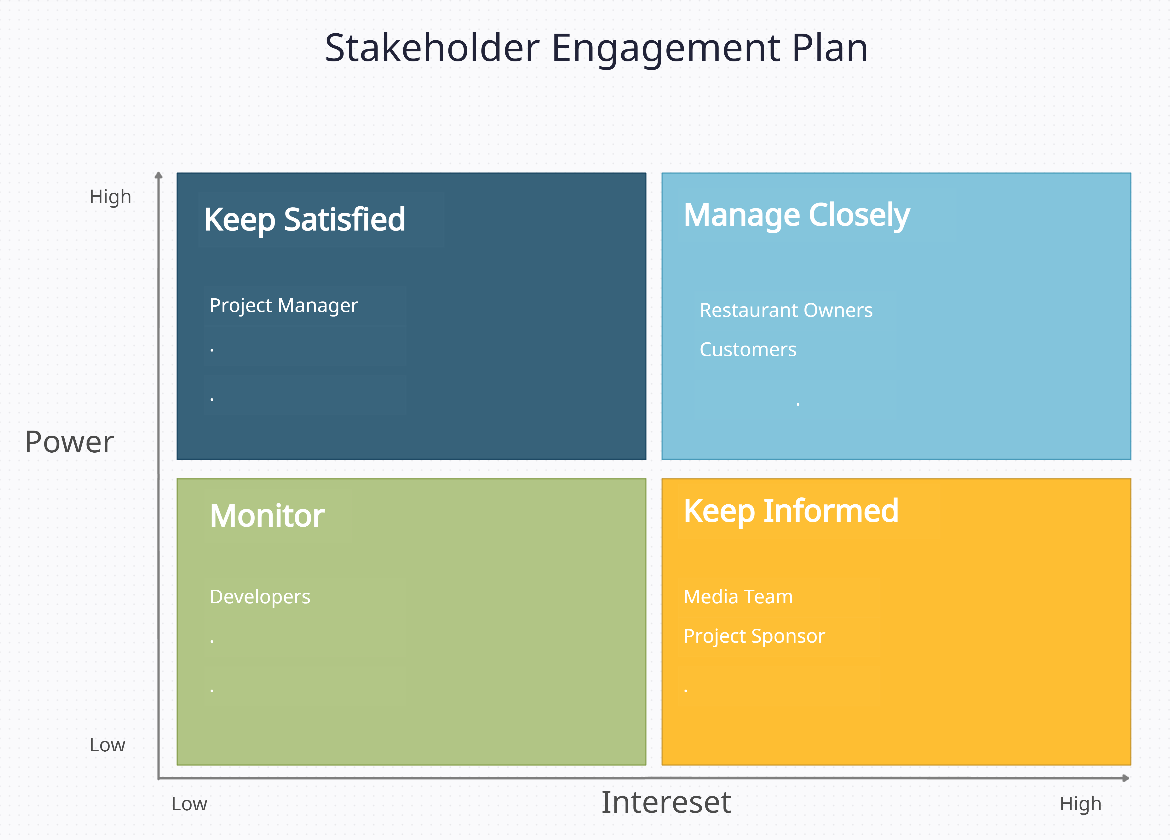 Stakeholder Engagement Plan
High
Keep Satisfied
Project Manager
.
.
Manage Closely
Restaurant Owners
Customers
.
Power
Monitor
Developers
.
.
Keep Informed
Media Team
Project Sponsor
.
Low
Low
Intereset
High